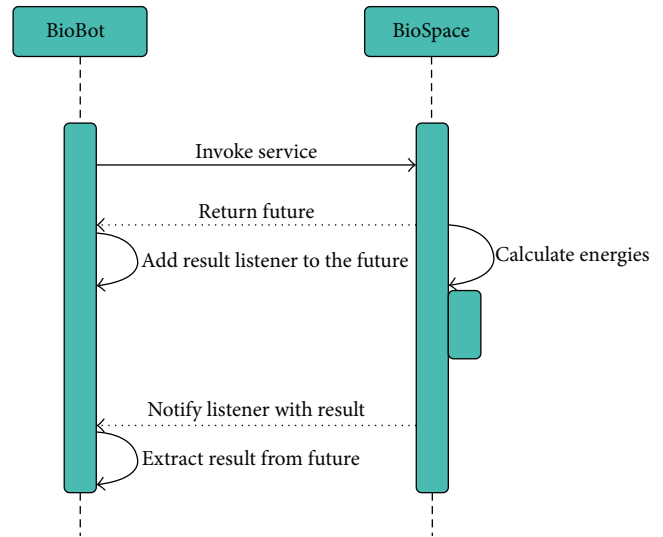 BioBot
BioSpace
Invoke service
Return future
Add result listener to the future
Calculate energies
Notify listener with result
Extract result from future